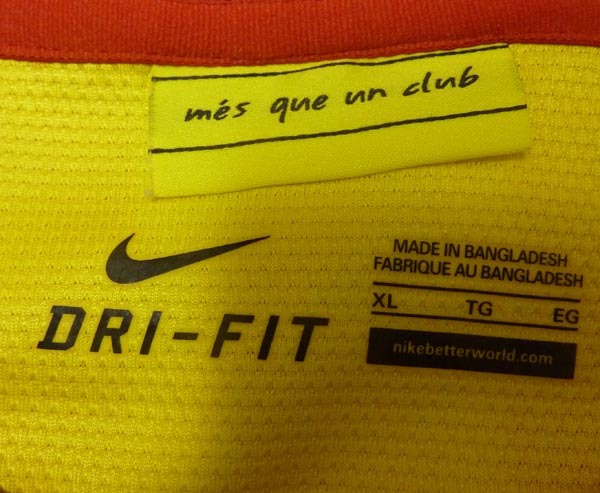 més que un club
DRI-FIT
MADE IN BANGLADESH
FABRIQUE AU BANGLADESH
XL TG EG
nikebetterworld.com